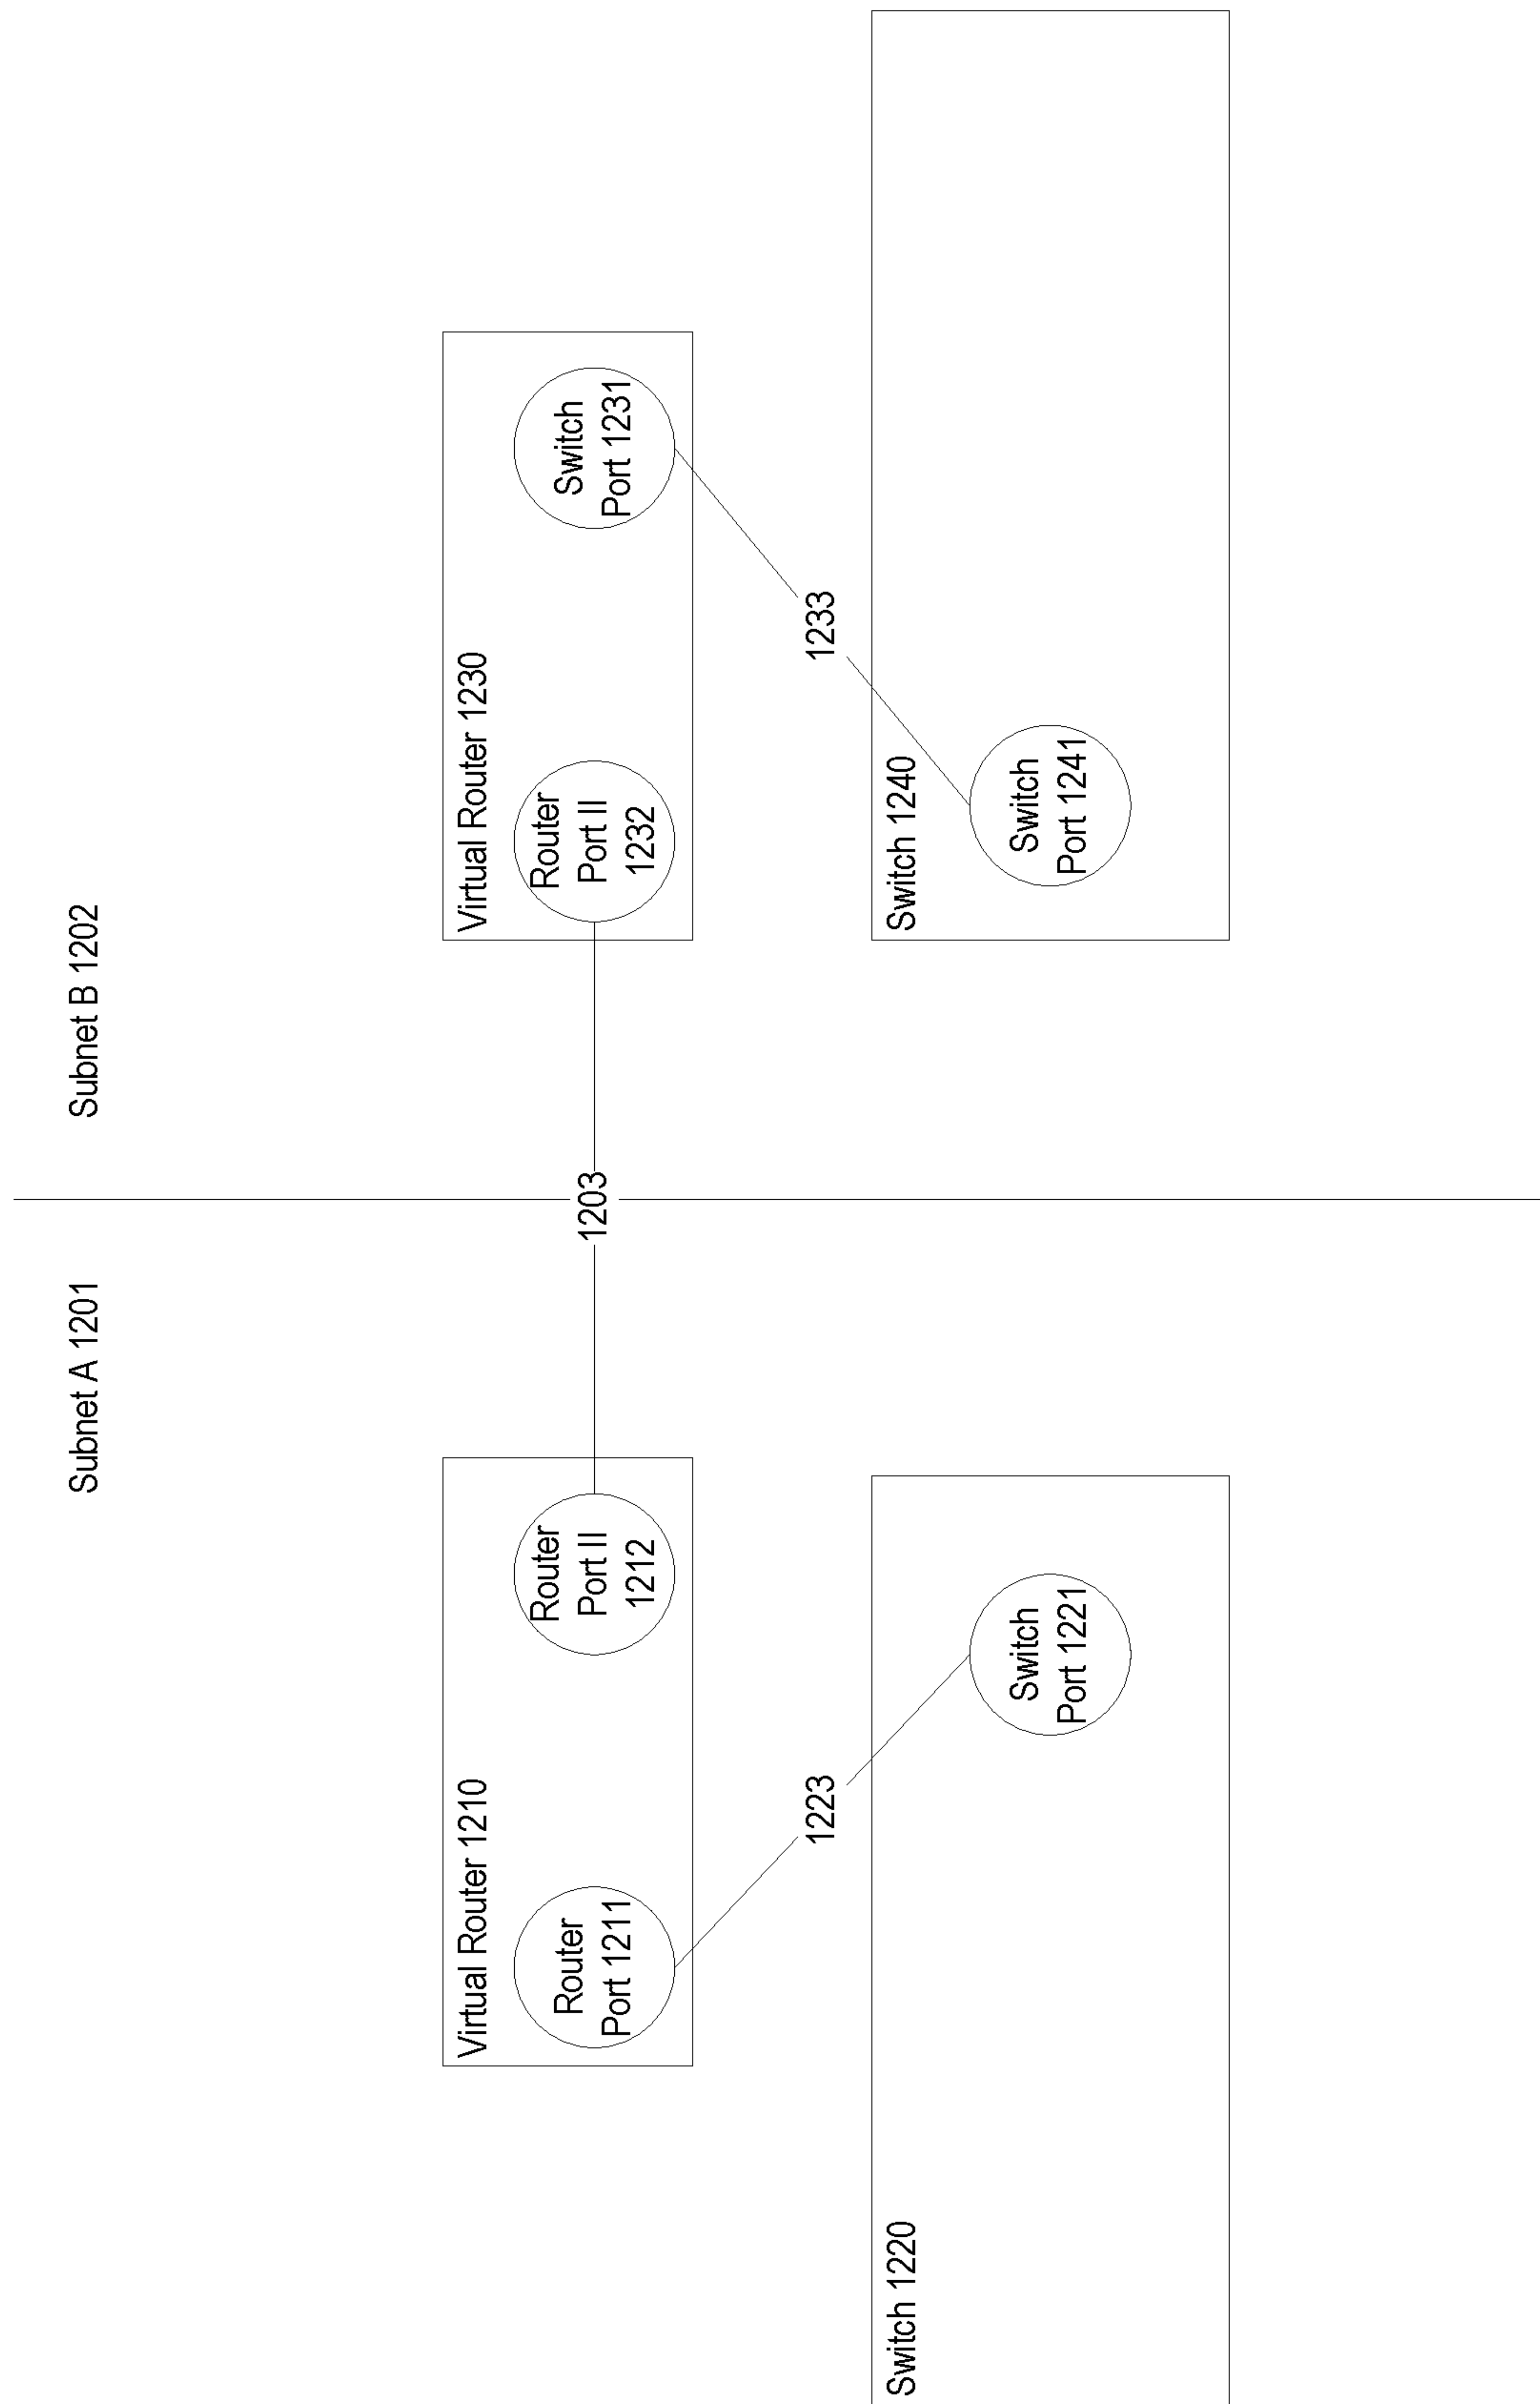 Subnet A 1201
Subnet B 1202
Virtual Router 1210
Router
Port 1211
Router
Port II
1212
1203
Virtual Router 1230
Router
Port II
1232
Switch
Port 1231
1223
1233
Switch 1220
Switch
Port 1221
Switch 1240
Switch
Port 1241